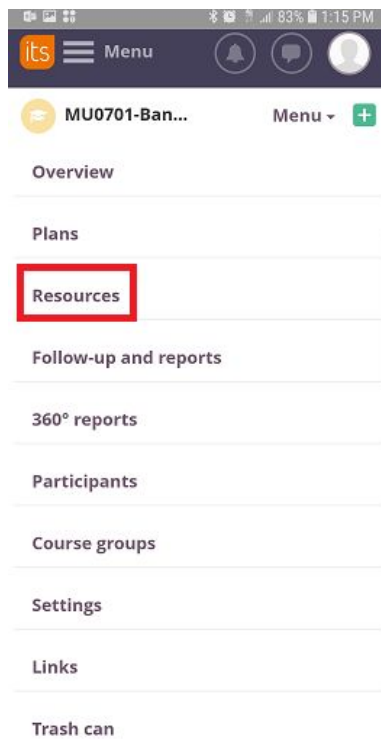 83% 1:15 PM
its Menu
MU0701-Ban... Menu
Overview
Plans
Resources
Follow-up and reports
360° reports
Participants
Course groups
Settings
Links
Trash can